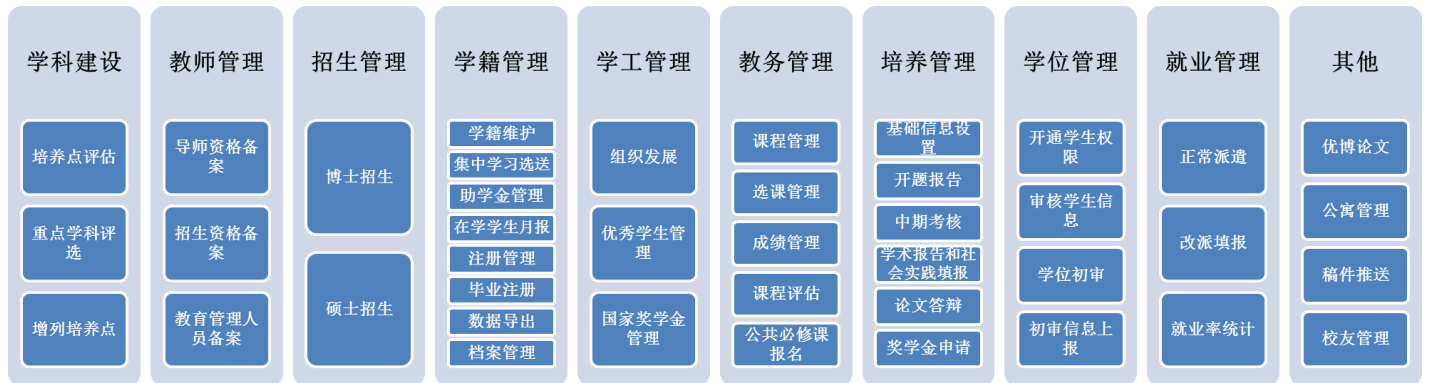 学科建设
培养点评估
重点学科评
选
增列培养点
教师管理
导师资格备
案
招生资格备
案
教育管理人
员备案
招生管理
博士招生
硕士招生
学籍管理
学籍维护
集中学习选送
助学金管理
在学学生月报
注册管理
毕业注册
数据导出
档案管理
学工管理
组织发展
优秀学生管
理
国家奖学金
管理
教务管理
课程管理
选课管理
成绩管理
课程评估
公共必修课
报名
培养管理
基础信息设
置
开题报告
中期考核
学术报告和社
会实践填报
论文答辩
奖学金申请
学位管理
开通学生权
限
审核学生信
息
学位初审
初审信息上
报
就业管理
正常派遣
改派填报
就业率统计
其他
优博论文
公寓管理
稿件推送
校友管理